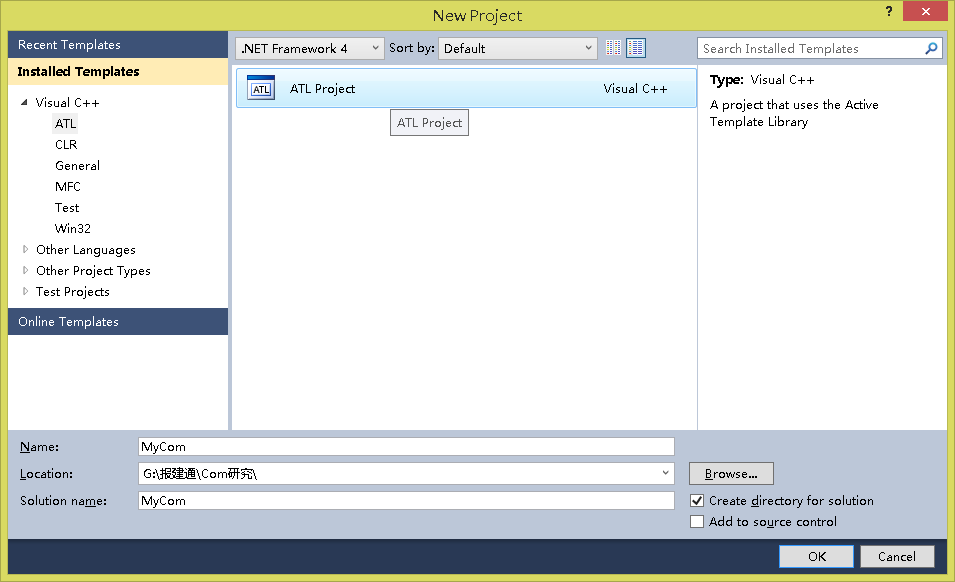 New Project
?
Recent Templates
.NET Framework 4
Sort by:
Default
Search Installed Templates
Installed Templates
Visual C++
ATL
CLR
General
MFC
Test
Win32
Other Languages
Other Project Types
Test Projects
Online Templates
ATL
ATL Project
Visual C++
ATL Project
Type: Visual C++
A project that uses the Active
Template Library
Name:
MyCom
Location:
G:\报建通\Com研究\
Browse...
Solution name:
MyCom
Create directory for solution
Add to source control
OK
Cancel